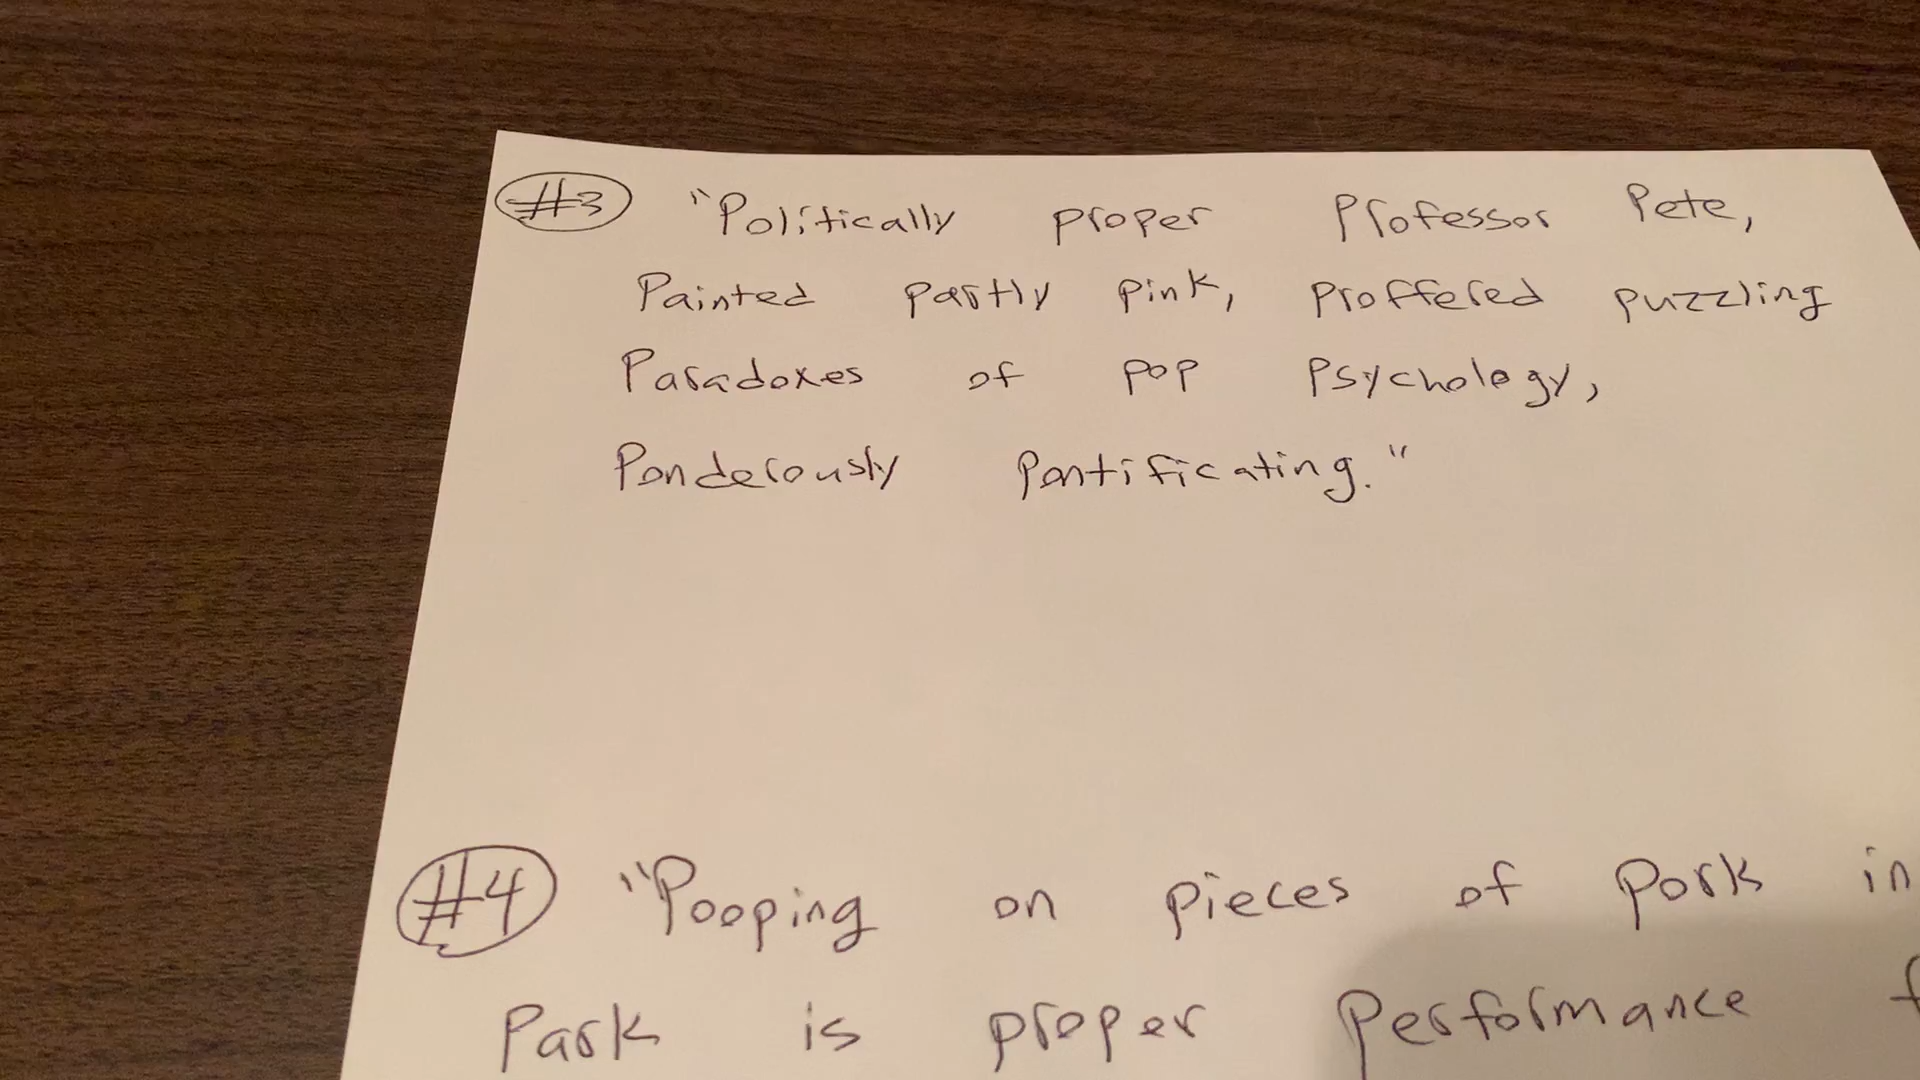 #3 "Politically proper Professor Pete,
Painted partly pink, proffered puzzling
Paradoxes of pop psychology,
Ponderously pontificating."
#4 "Pooping on pieces of pork in
Park is proper performance